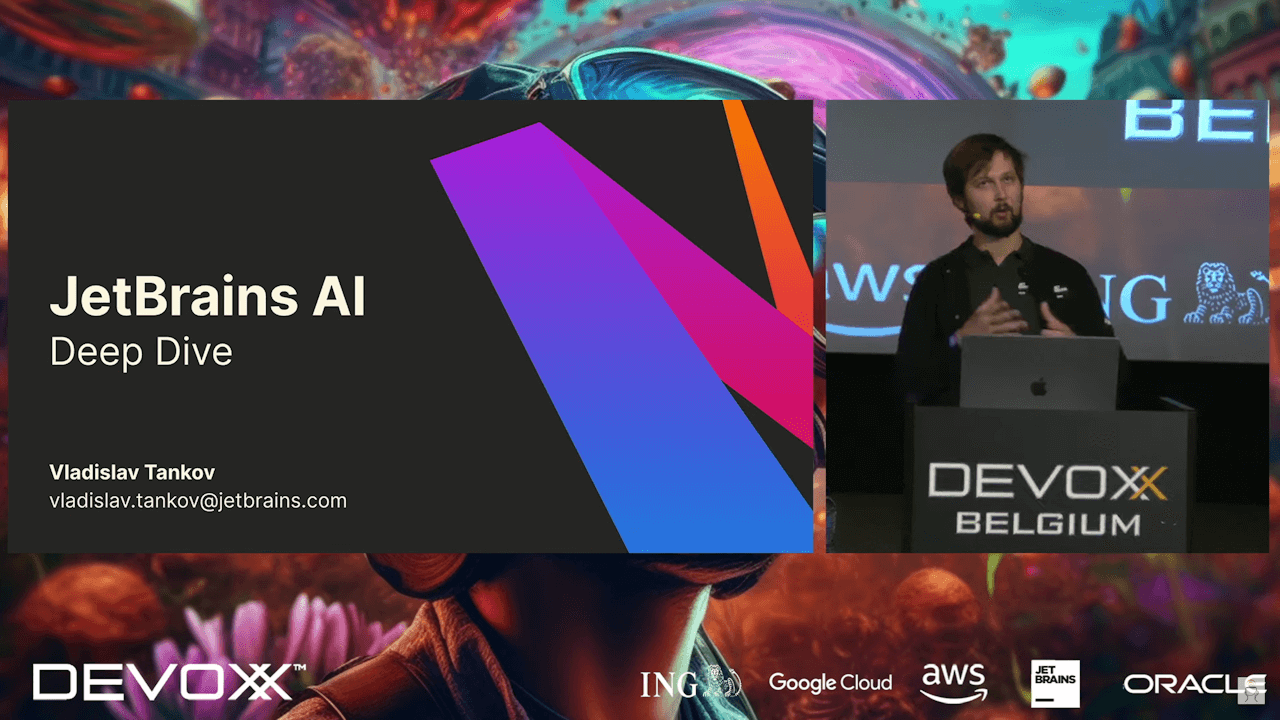 JetBrains AI
Deep Dive
Vladislav Tankov
vladislav.tankov@jetbrains.com
BE
aws
NG
DEVOXX
BELGIUM
DEVOXX™
ING
Google Cloud
aws
JET
BRAINS
ORACLE